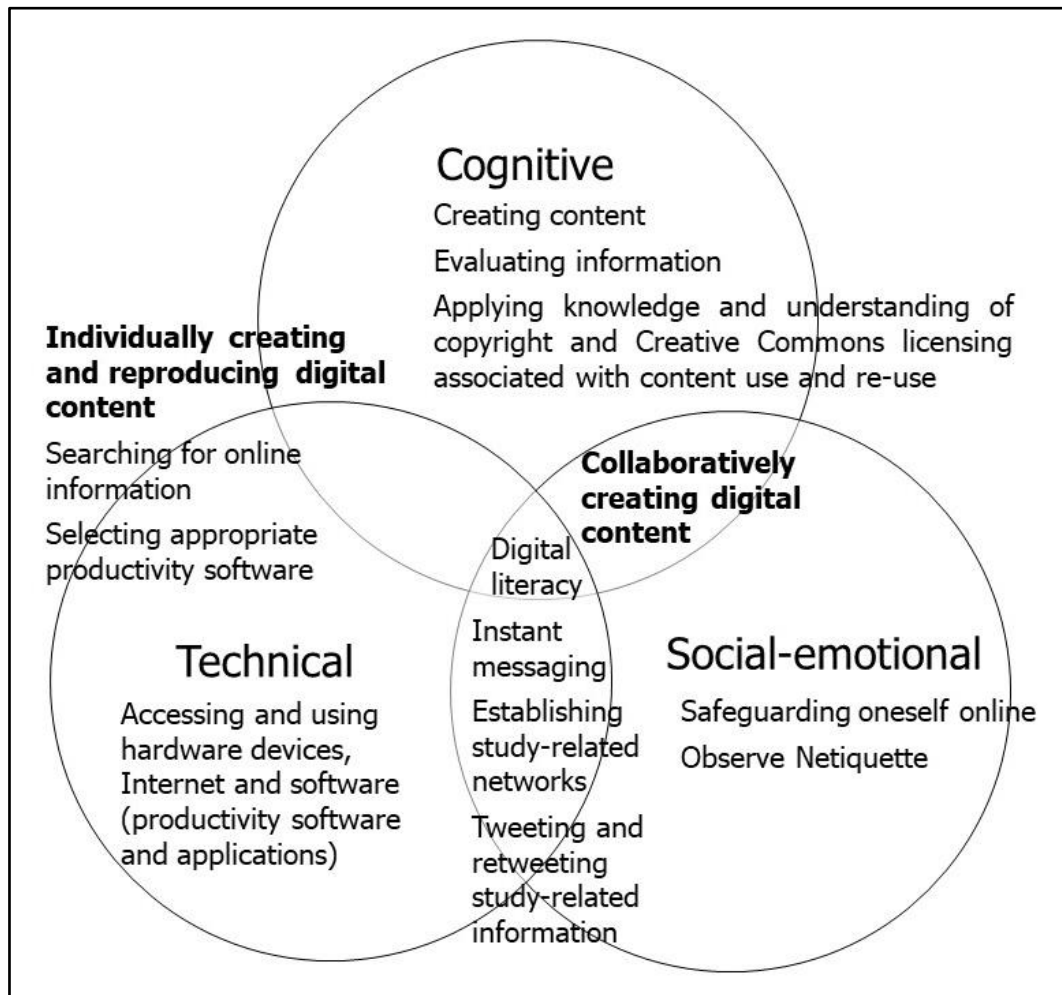 Cognitive
Creating content
Evaluating information
Applying knowledge and understanding of
copyright and Creative Commons licensing
associated with content use and re-use
Individually creating
and reproducing digital
content
Searching for online
information
Selecting appropriate
productivity software
Collaboratively
creating digital
content
Digital
literacy
Instant
messaging
Establishing
study-related
networks
Tweeting and
retweeting
study-related
information
Technical
Accessing and using
hardware devices,
Internet and software
(productivity software
and applications)
Social-emotional
Safeguarding oneself online
Observe Netiquette